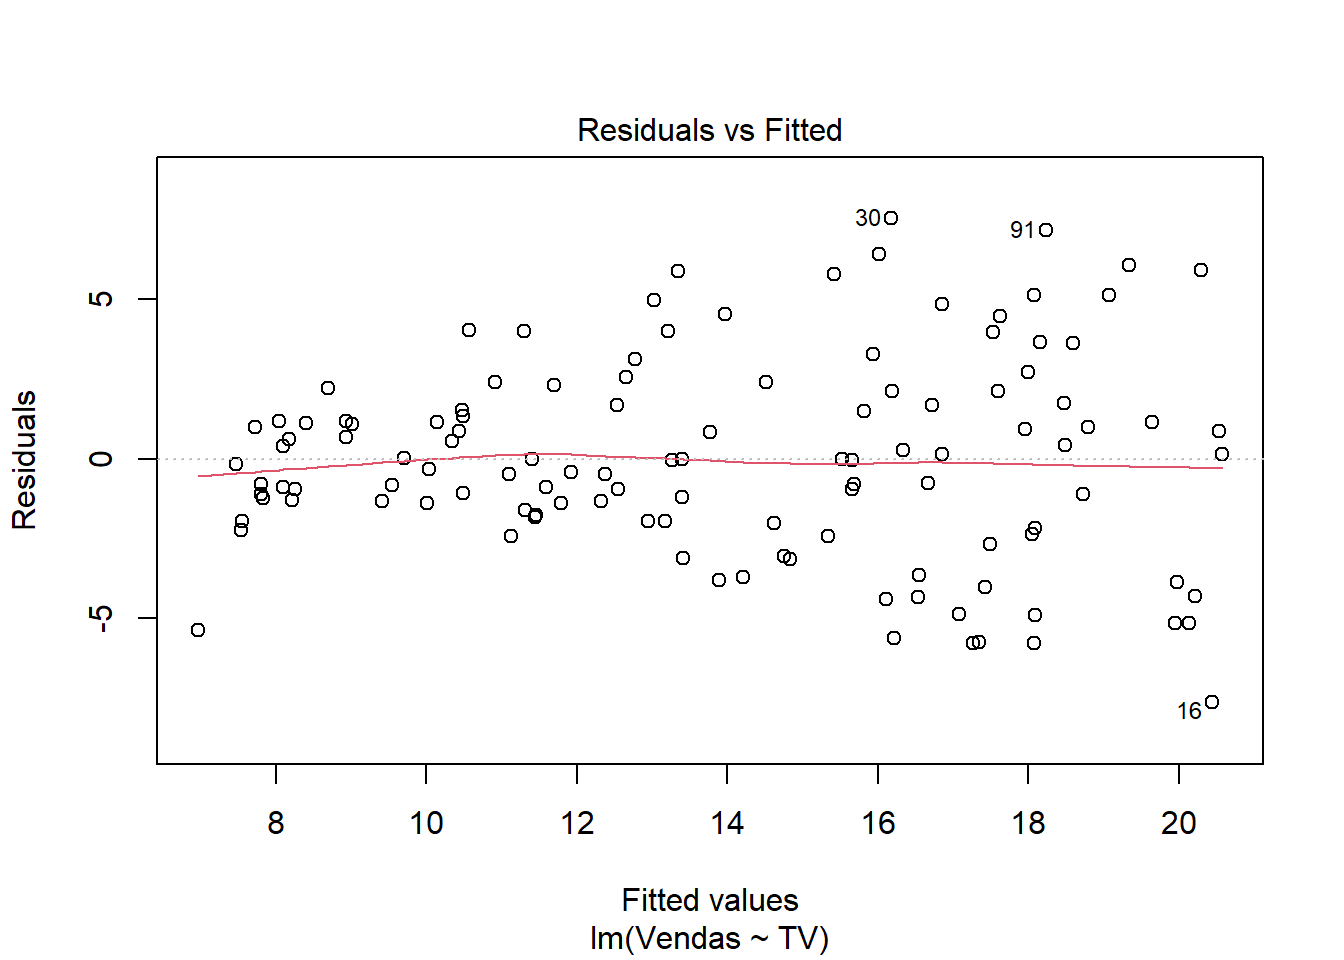 Residuals vs Fitted
Residuals
5
0
-5
30
91
16
8 10 12 14 16 18 20
Fitted values
lm(Vendas ~ TV)